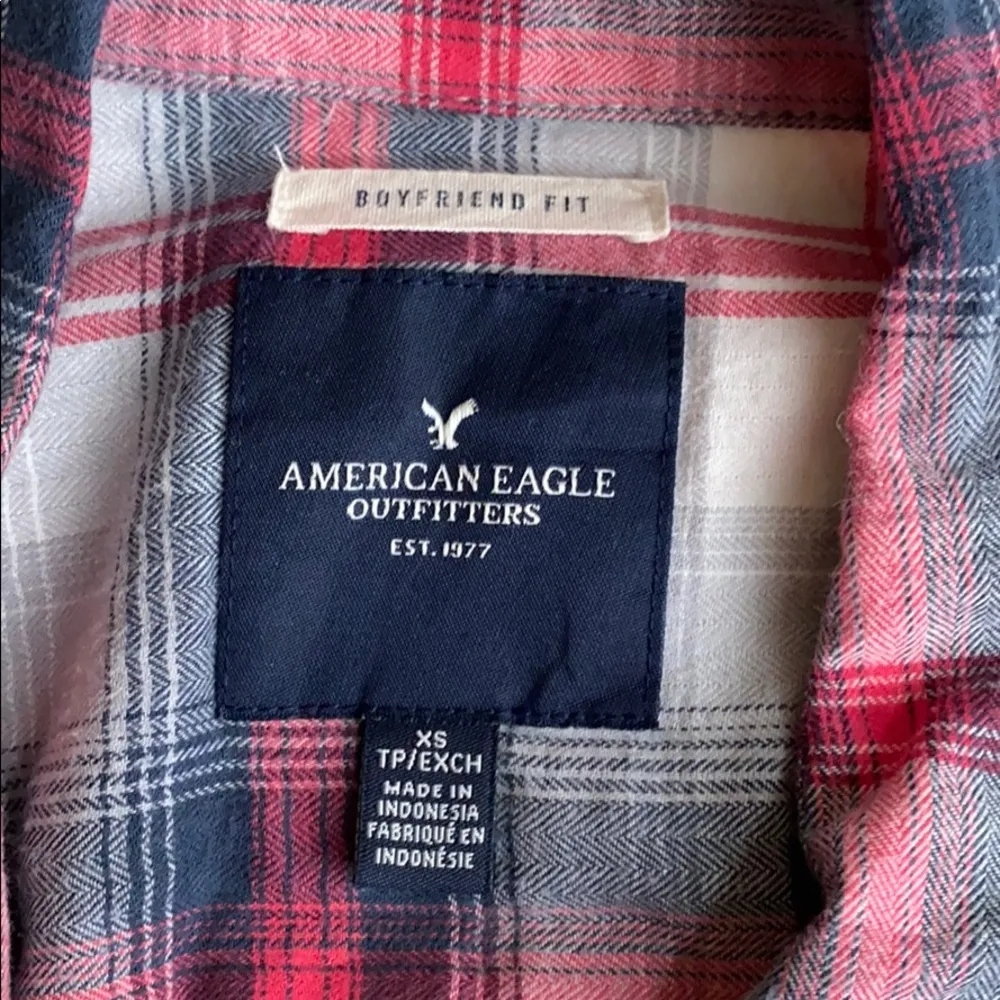 BOYFRIEND FIT
AMERICAN EAGLE
OUTFITTERS
EST. 1977
XS
TP/EXCH
MADE IN
INDONESIA
FABRIQUÉ EN
INDONÉSIE